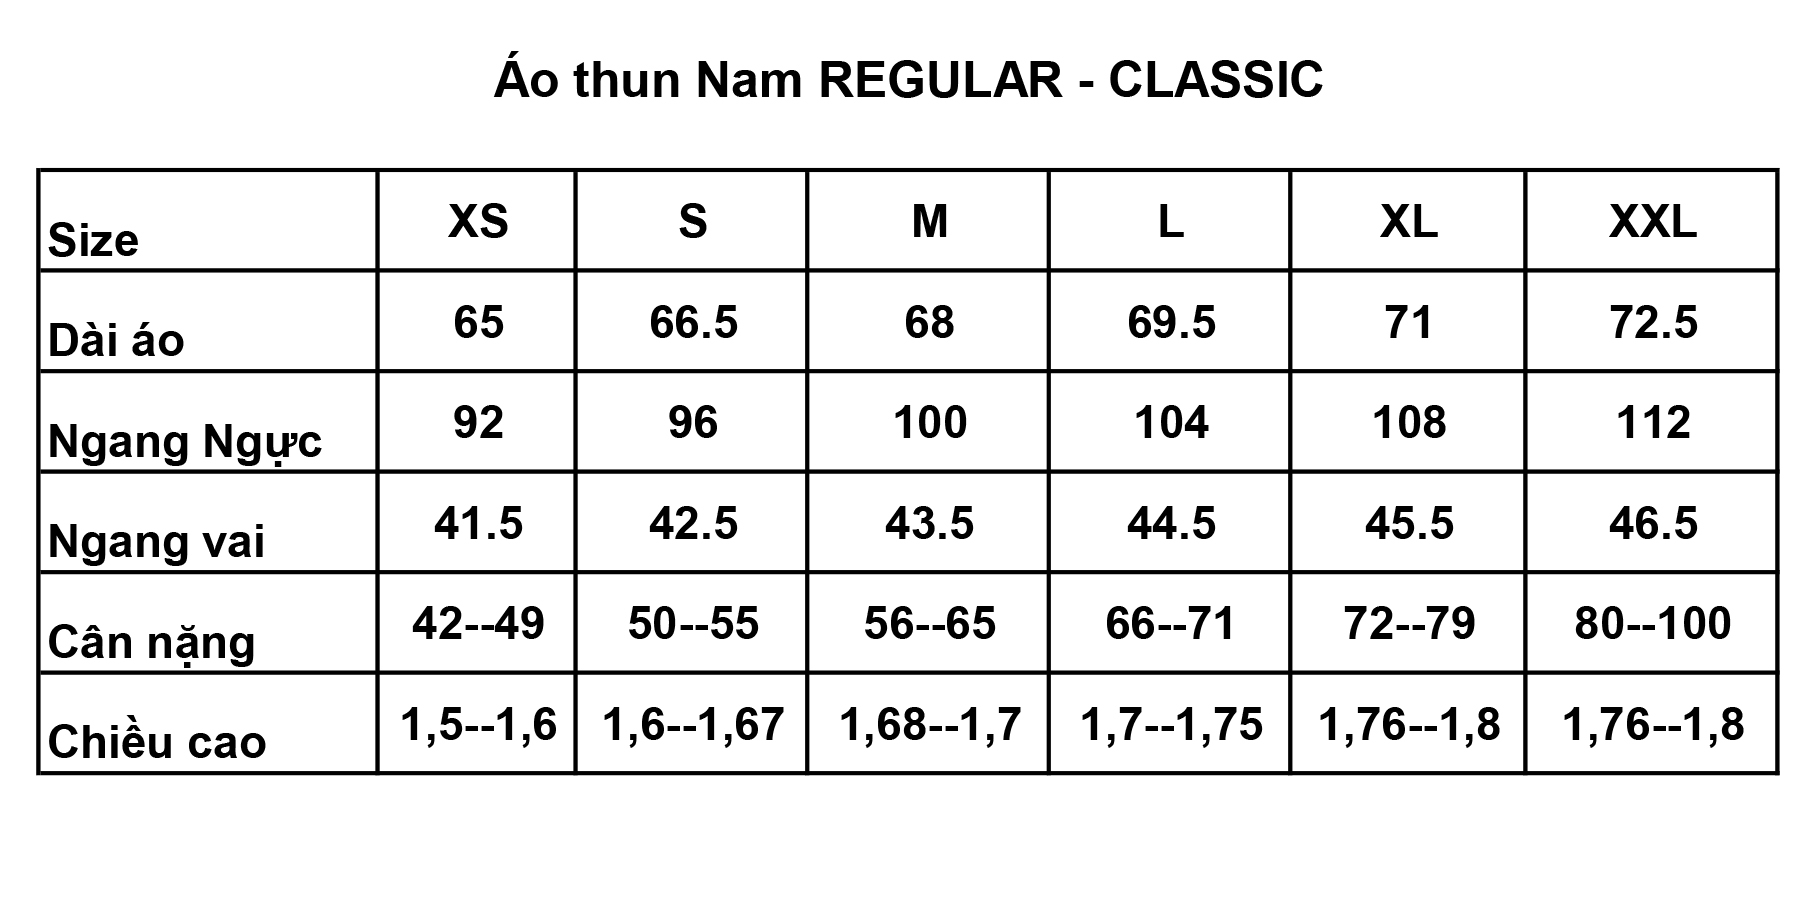 Áo thun Nam REGULAR - CLASSIC
Size XS S M L XL XXL
Dài áo 65 66.5 68 69.5 71 72.5
Ngang Ngực 92 96 100 104 108 112
Ngang vai 41.5 42.5 43.5 44.5 45.5 46.5
Cân nặng 42--49 50--55 56--65 66--71 72--79 80--100
Chiều cao 1,5--1,6 1,6--1,67 1,68--1,7 1,7--1,75 1,76--1,8 1,76--1,8